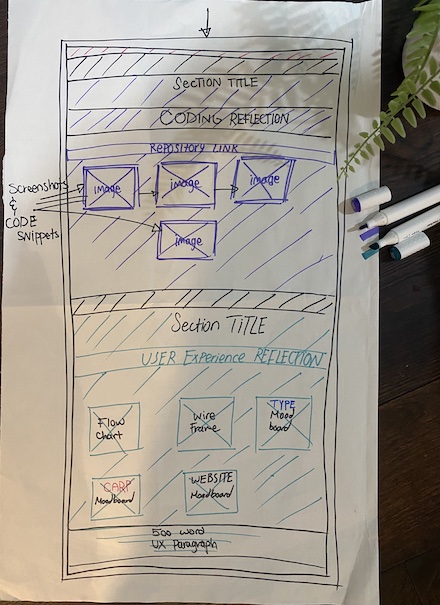 SECTION TITLE
CODING REFLECTION
REPOSITORY LINK
Screenshots
&
CODE
SNIPPETS
image
image
image
image
Section TITLE
USER Experience REFLECTION
Flow
Chart
Wire
Frame
TYPE
Mood
board
CARP
Moodboard
WEBSITE
Moodboard
500 word
UX Paragraph